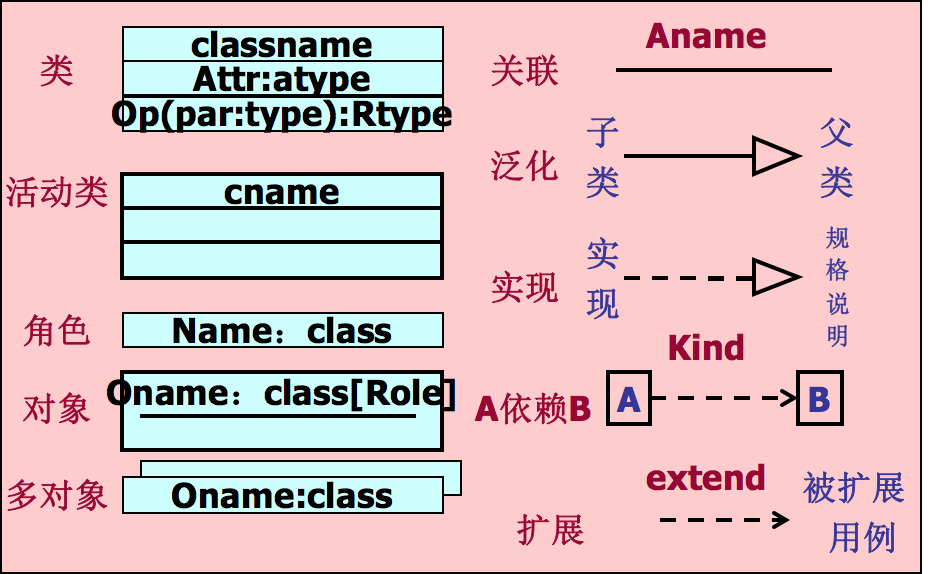 类
classname
Attr:atype
Op(par:type):Rtype
活动类
cname
角色
Name：class
对象
Oname：class[Role]
多对象
Oname:class
关联
Aname
泛化
子类
父类
实现
实现
规格说明
Kind
A依赖B
A
B
extend
扩展
被扩展
用例